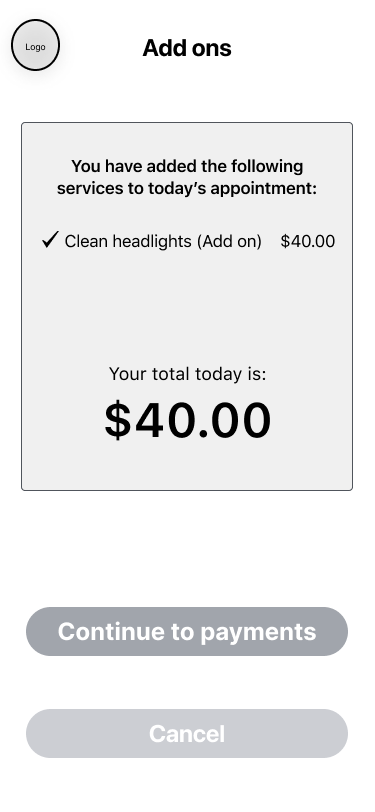 Logo
Add ons
You have added the following
services to today’s appointment:
✓ Clean headlights (Add on) $40.00
Your total today is:
$40.00
Continue to payments
Cancel